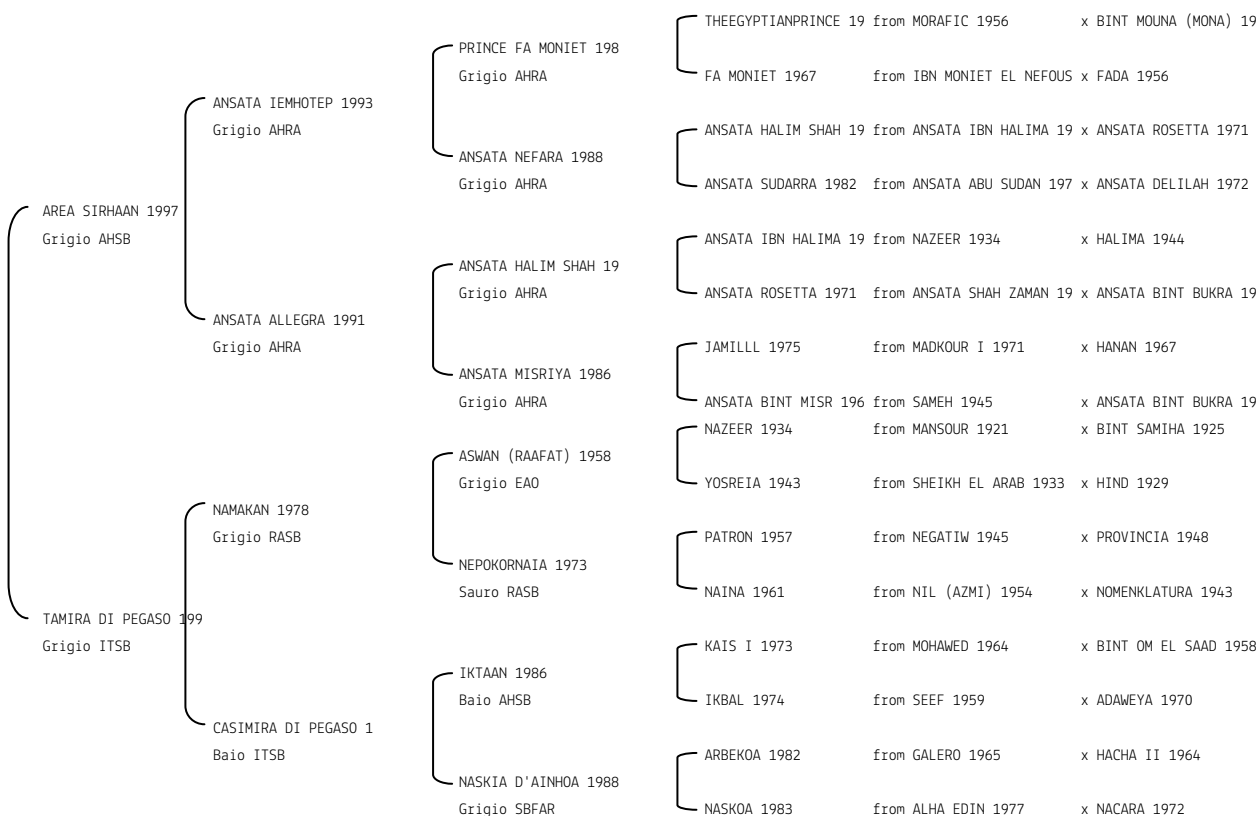 THEEGYPTIANPRINCE 19 from MORAFIC 1956 x BINT MOUNA (MONA) 19
PRINCE FA MONIET 198
Grigio AHRA
FA MONIET 1967 from IBN MONIET EL NEFOUS x FADA 1956
ANSATA IEMHOTEP 1993
Grigio AHRA
ANSATA HALIM SHAH 19 from ANSATA IBN HALIMA 19 x ANSATA ROSETTA 1971
ANSATA NEFARA 1988
Grigio AHRA
ANSATA SUDARRA 1982 from ANSATA ABU SUDAN 197 x ANSATA DELILAH 1972
AREA SIRHAAN 1997
Grigio AHSB
ANSATA IBN HALIMA 19 from NAZEER 1934 x HALIMA 1944
ANSATA HALIM SHAH 19
Grigio AHRA
ANSATA ROSETTA 1971 from ANSATA SHAH ZAMAN 19 x ANSATA BINT BUKRA 19
ANSATA ALLEGRA 1991
Grigio AHRA
JAMILLL 1975 from MADKOUR I 1971 x HANAN 1967
ANSATA MISRIYA 1986
Grigio AHRA
ANSATA BINT MISR 196 from SAMEH 1945 x ANSATA BINT BUKRA 19
NAZEER 1934 from MANSOUR 1921 x BINT SAMIHA 1925
ASWAN (RAAFAT) 1958
Grigio EAO
YOSREIA 1943 from SHEIKH EL ARAB 1933 x HIND 1929
NAMAKAN 1978
Grigio RASB
PATRON 1957 from NEGATIW 1945 x PROVINCIA 1948
NEPOKORNAIA 1973
Sauro RASB
NAINA 1961 from NIL (AZMI) 1954 x NOMENKLATURA 1943
TAMIRA DI PEGASO 199
Grigio ITSB
KAIS I 1973 from MOHAWED 1964 x BINT OM EL SAAD 1958
IKTAAN 1986
Baio AHSB
IKBAL 1974 from SEEF 1959 x ADAWEYA 1970
CASIMIRA DI PEGASO 1
Baio ITSB
ARBEKOA 1982 from GALERO 1965 x HACHA II 1964
NASKIA D'AINHOA 1988
Grigio SBFAR
NASKOA 1983 from ALHA EDIN 1977 x NACARA 1972